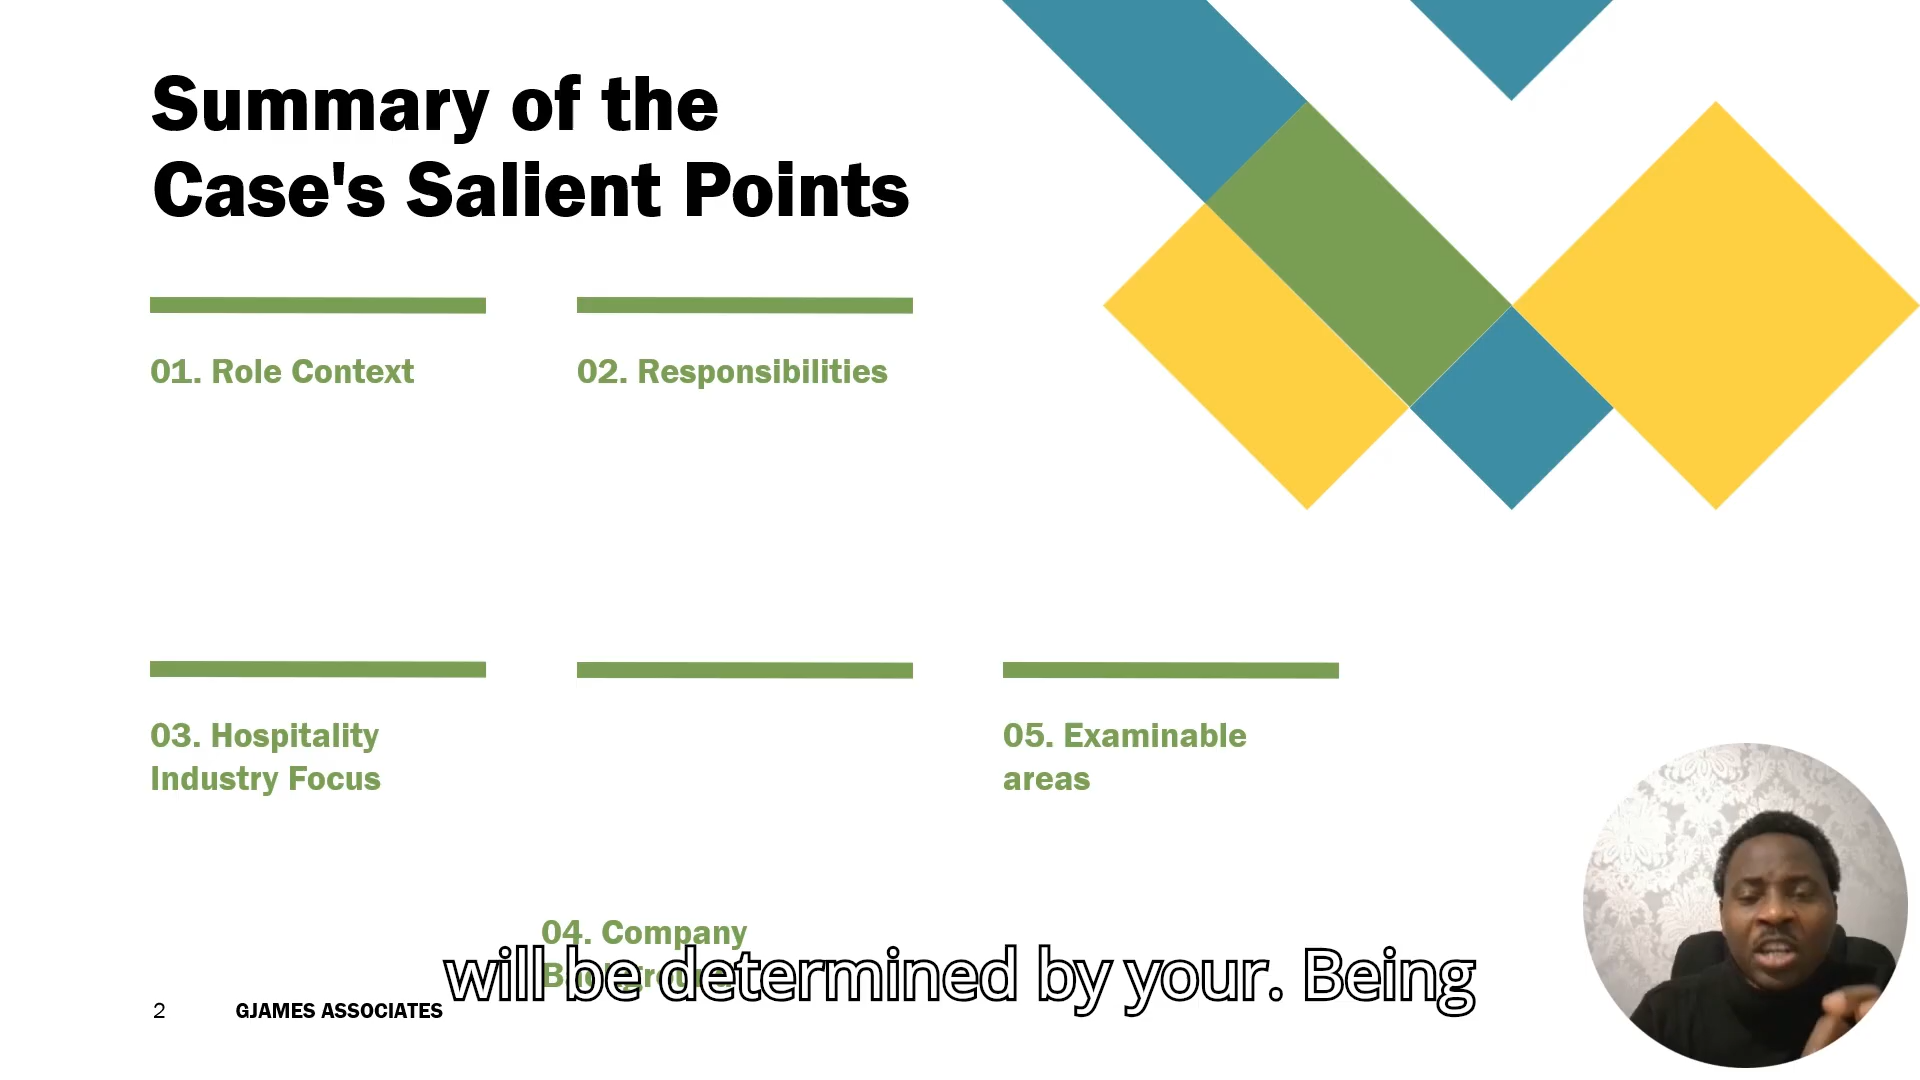 Summary of the
Case's Salient Points
01. Role Context
02. Responsibilities
03. Hospitality
Industry Focus
05. Examinable
areas
04. Company
Background
will be determined by your. Being
2
GJAMES ASSOCIATES